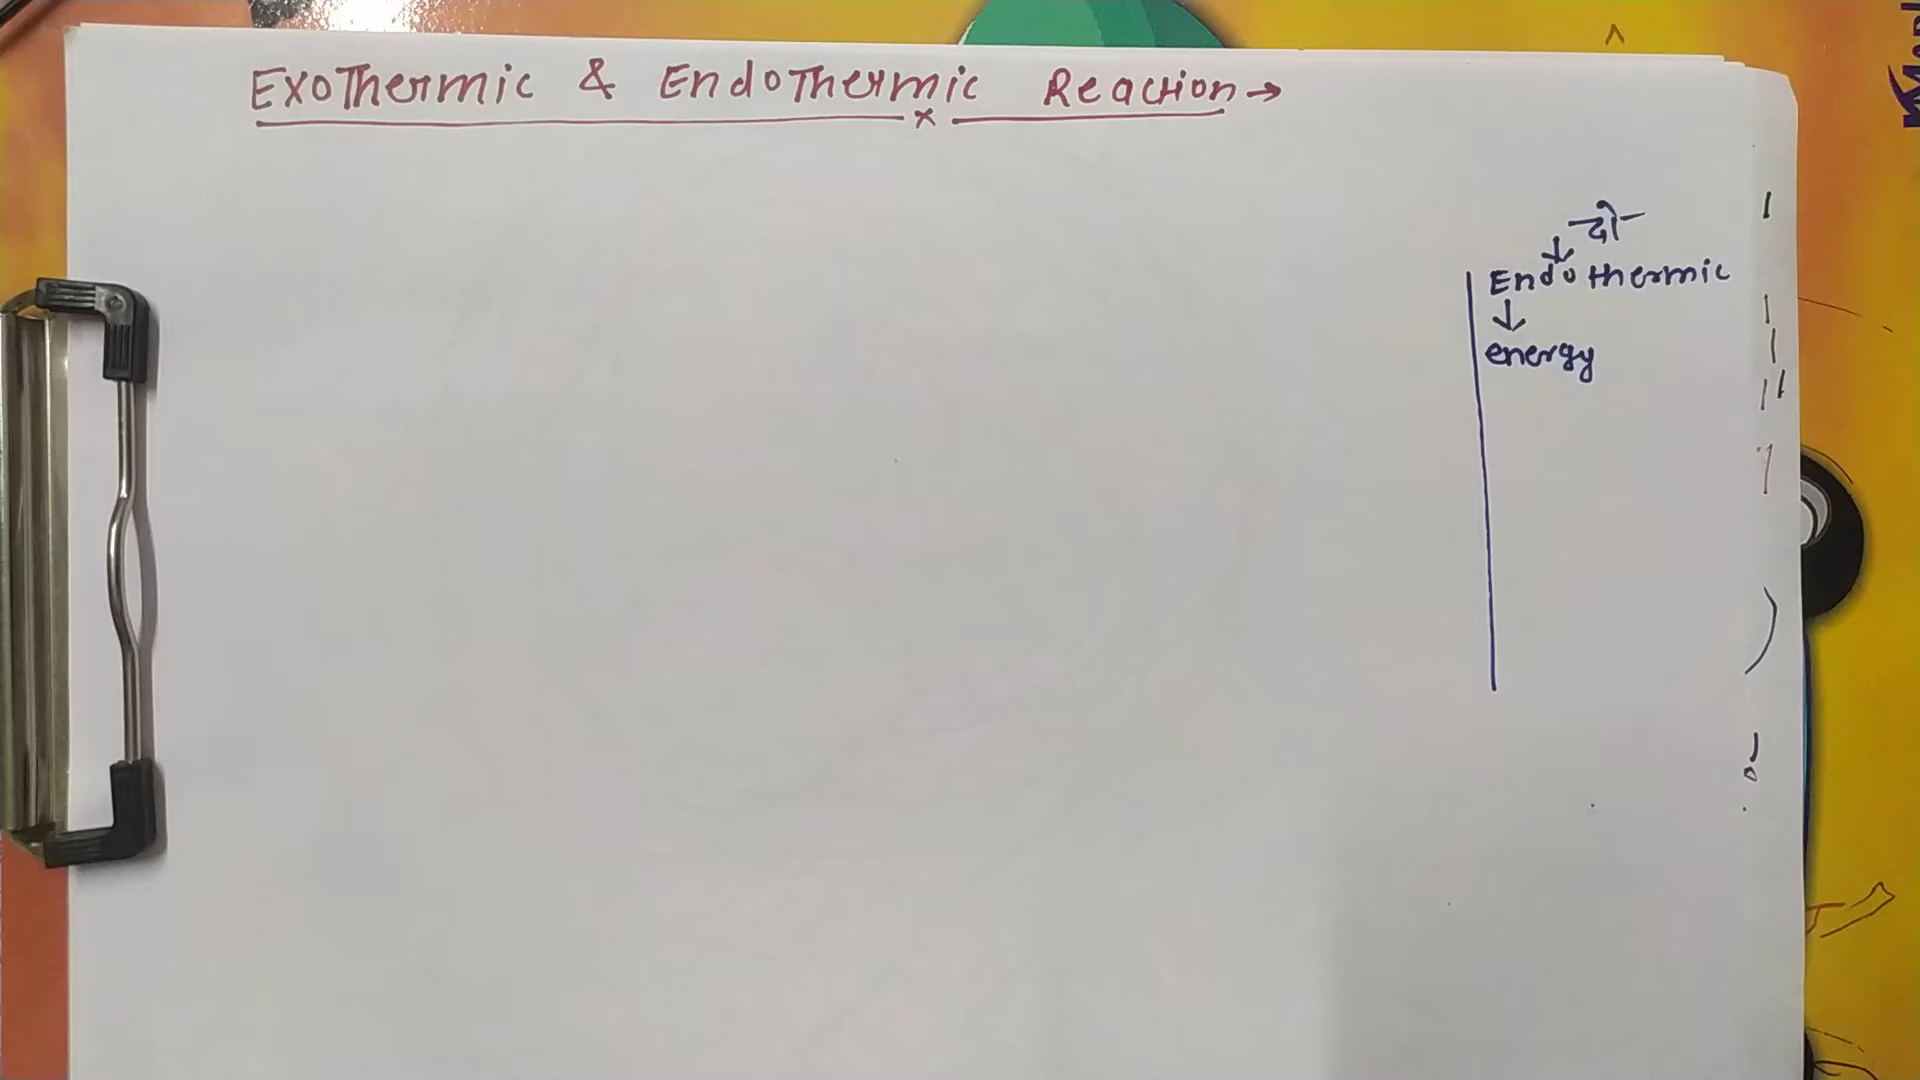 Exothermic & Endothermic Reaction →
दो
↓
Endothermic
↓
energy